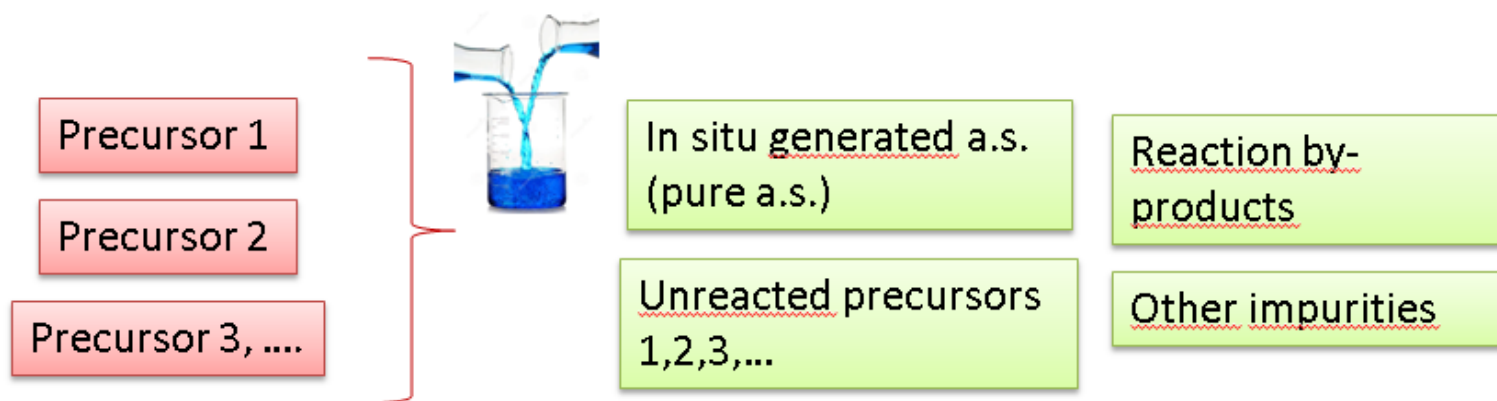 Precursor 1
Precursor 2
Precursor 3, ....
In situ generated a.s.
(pure a.s.)
Unreacted precursors
1,2,3,...
Reaction by-
products
Other impurities